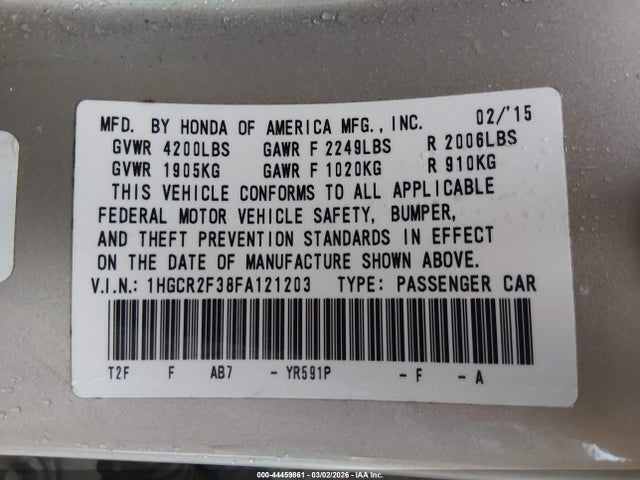 MFD. BY HONDA OF AMERICA MFG., INC. 02/'15
GVWR 4200LBS GAWR F 2249LBS R 2006LBS
GVWR 1905KG GAWR F 1020KG R 910KG
THIS VEHICLE CONFORMS TO ALL APPLICABLE
FEDERAL MOTOR VEHICLE SAFETY, BUMPER,
AND THEFT PREVENTION STANDARDS IN EFFECT
ON THE DATE OF MANUFACTURE SHOWN ABOVE.
V.I.N.: 1HGCR2F38FA121203 TYPE: PASSENGER CAR
T2F F AB7 - YR591P - F - A
000-44459861 - 03/02/2026 - IAA Inc.